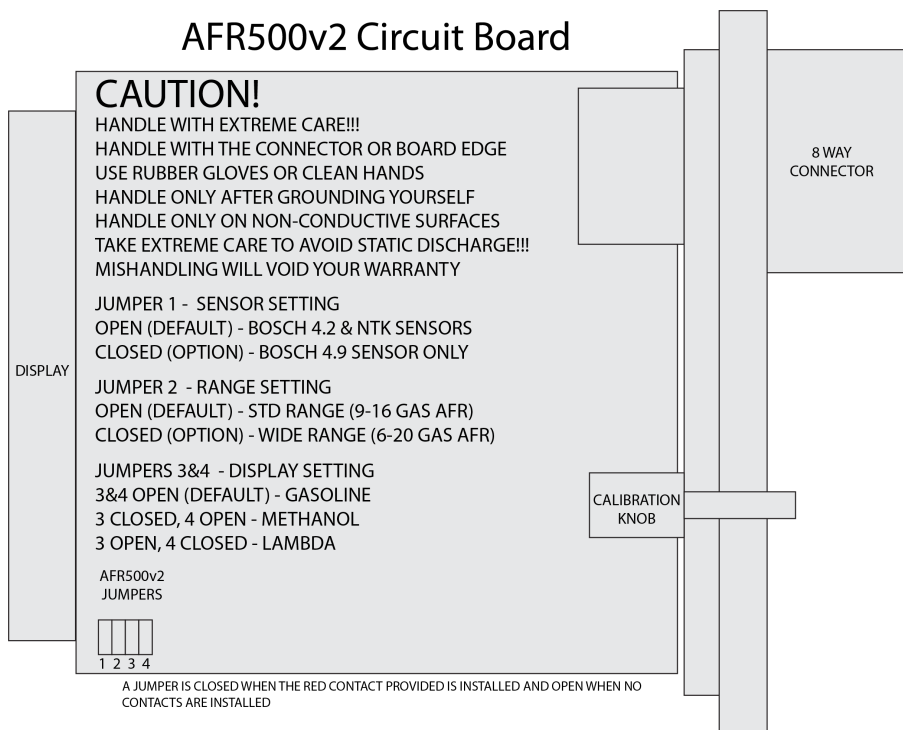 AFR500v2 Circuit Board
CAUTION!
HANDLE WITH EXTREME CARE!!!
HANDLE WITH THE CONNECTOR OR BOARD EDGE
USE RUBBER GLOVES OR CLEAN HANDS
HANDLE ONLY AFTER GROUNDING YOURSELF
HANDLE ONLY ON NON-CONDUCTIVE SURFACES
TAKE EXTREME CARE TO AVOID STATIC DISCHARGE!!!
MISHANDLING WILL VOID YOUR WARRANTY
JUMPER 1 - SENSOR SETTING
OPEN (DEFAULT) - BOSCH 4.2 & NTK SENSORS
CLOSED (OPTION) - BOSCH 4.9 SENSOR ONLY
JUMPER 2 - RANGE SETTING
OPEN (DEFAULT) - STD RANGE (9-16 GAS AFR)
CLOSED (OPTION) - WIDE RANGE (6-20 GAS AFR)
JUMPERS 3&4 - DISPLAY SETTING
3&4 OPEN (DEFAULT) - GASOLINE
3 CLOSED, 4 OPEN - METHANOL
3 OPEN, 4 CLOSED - LAMBDA
AFR500v2
JUMPERS
1 2 3 4
A JUMPER IS CLOSED WHEN THE RED CONTACT PROVIDED IS INSTALLED AND OPEN WHEN NO
CONTACTS ARE INSTALLED
DISPLAY
8 WAY
CONNECTOR
CALIBRATION
KNOB